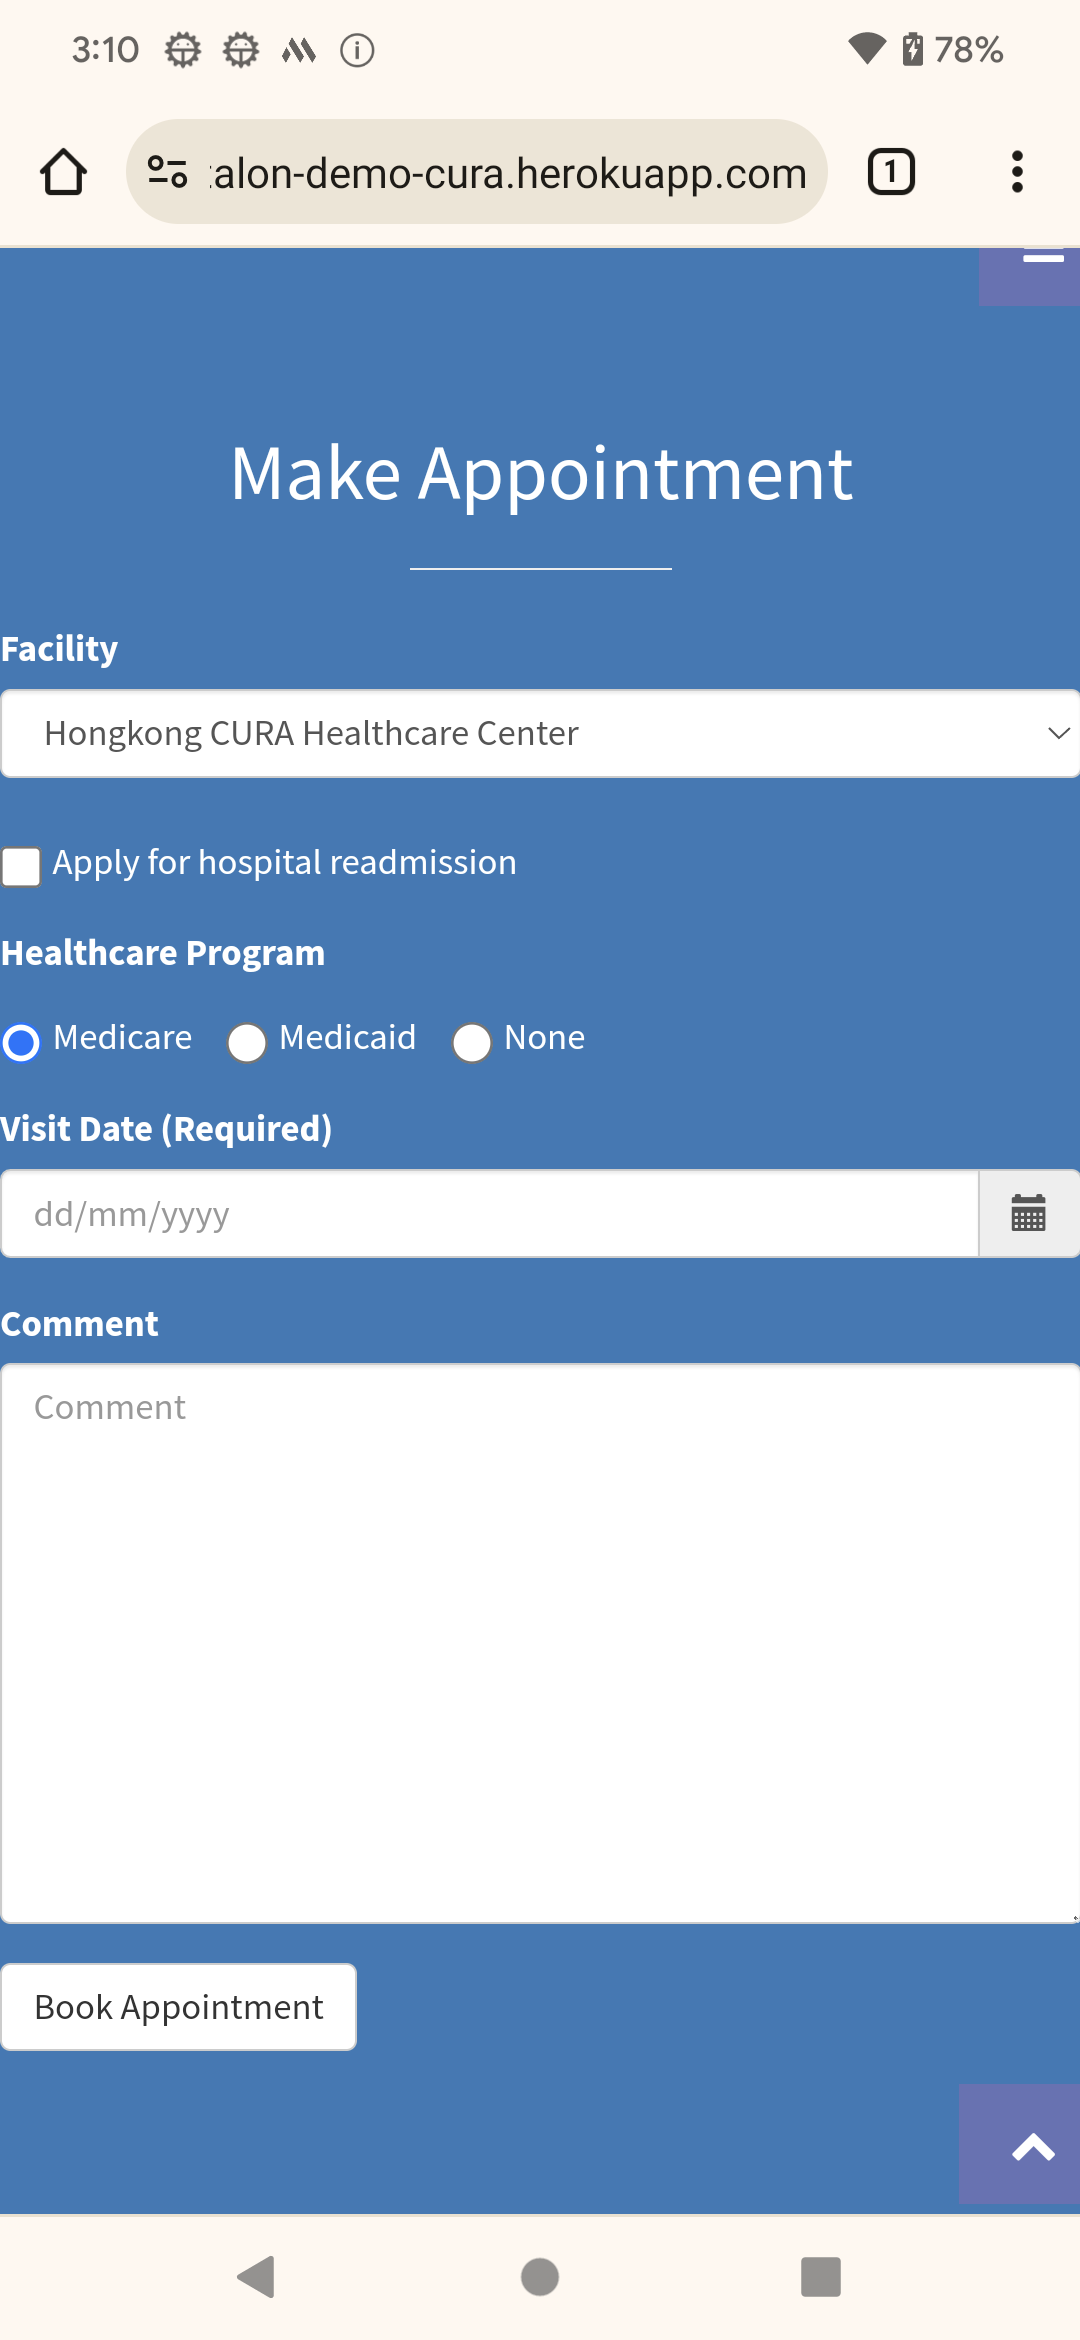 3:10
78%
alon-demo-cura.herokuapp.com
1
Make Appointment
Facility
Hongkong CURA Healthcare Center
Apply for hospital readmission
Healthcare Program
Medicare Medicaid None
Visit Date (Required)
dd/mm/yyyy
Comment
Comment
Book Appointment